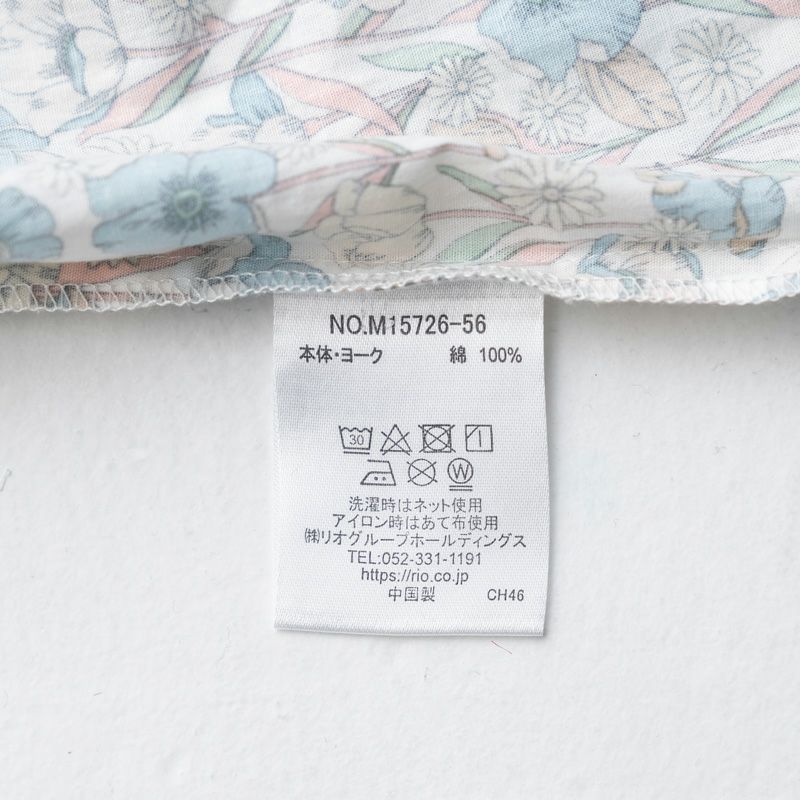 NO.M15726-56
本体・ヨーク 綿 100%
30
W
洗濯時はネット使用
アイロン時はあて布使用
㈱リオグループホールディングス
TEL:052-331-1191
https://rio.co.jp
中国製 CH46